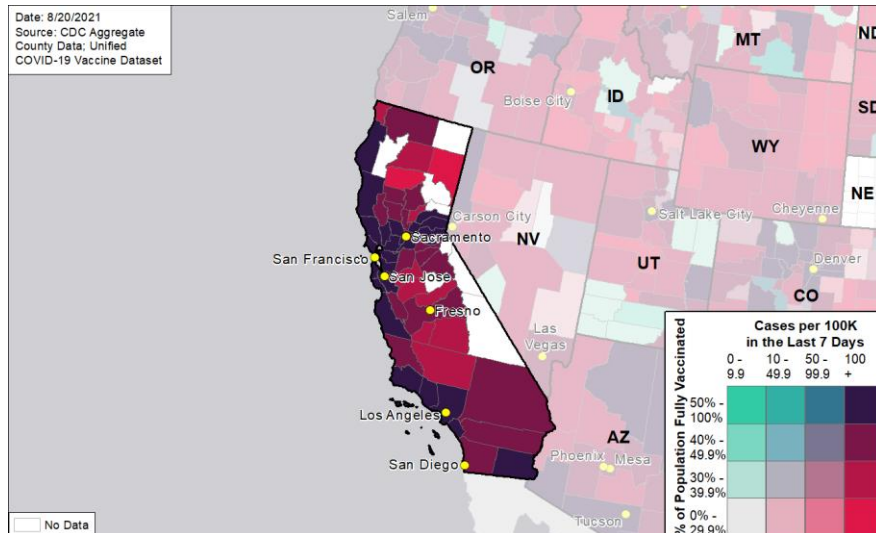 Date: 8/20/2021
Source: CDC Aggregate
County Data; Unified
COVID-19 Vaccine Dataset
Salem
OR
MT
ND
Boise City
ID
SD
WY
NE
Carson City
Salt Lake City
Cheyenne
Sacramento
NV
San Francisco
UT
Denver
San Jose
CO
Fresno
Las
Vegas
Los Angeles
AZ
Phoenix
Mesa
San Diego
Tucson
No Data
Cases per 100K
in the Last 7 Days
0 -
9.9
10 -
49.9
50 -
99.9
100
+
% of Population Fully Vaccinated
50% -
100%
40% -
49.9%
30% -
39.9%
0% -
29.9%